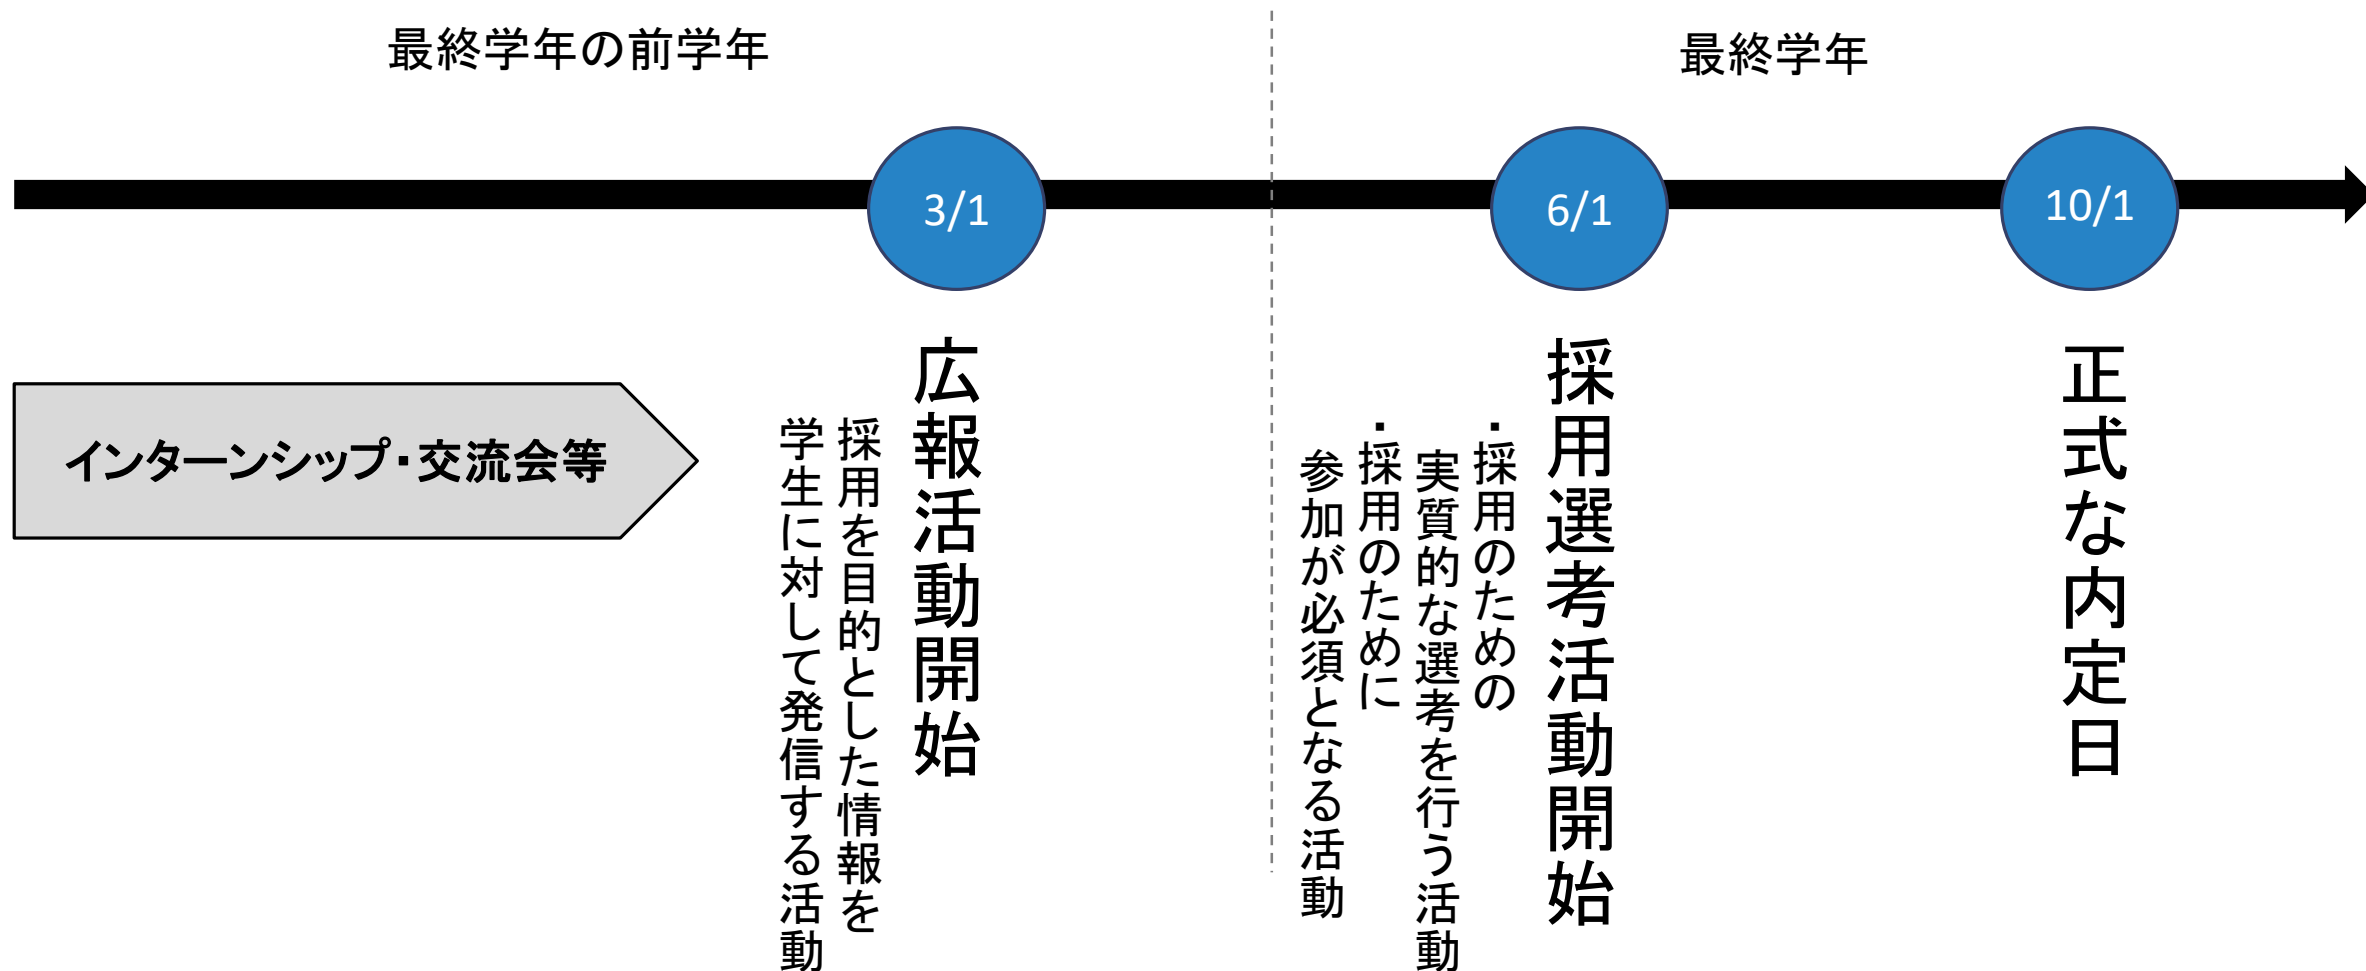 最終学年の前学年
最終学年
3/1
6/1
10/1
インターンシップ・交流会等
広報活動開始
採用を目的とした情報を
学生に対して発信する活動
採用選考活動開始
・採用のための
実質的な選考を行う活動
・採用のために
参加が必須となる活動
正式な内定日